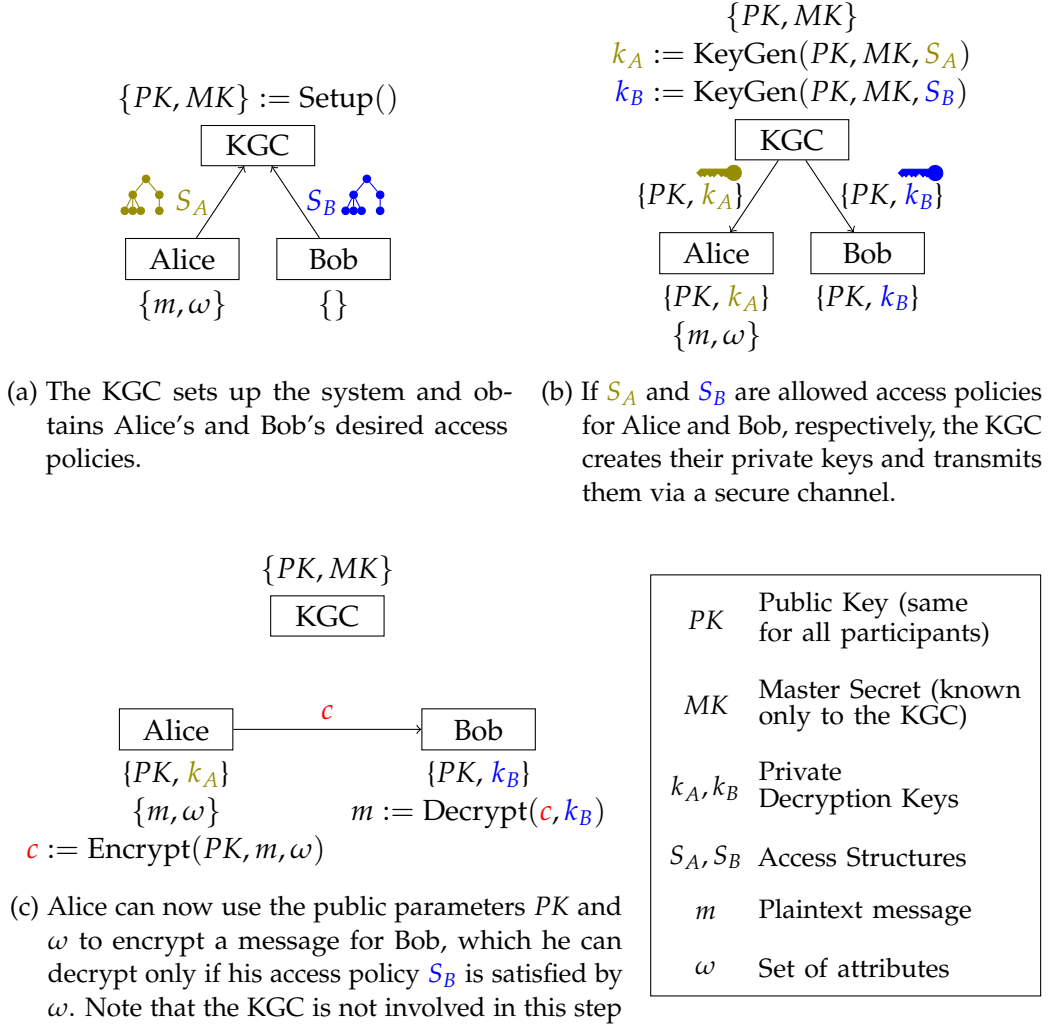 {PK, MK} := Setup()
KGC
S_A
S_B
Alice
Bob
{m, ω}
{}
(a) The KGC sets up the system and ob-
tains Alice's and Bob's desired access
policies.
{PK, MK}
k_A := KeyGen(PK, MK, S_A)
k_B := KeyGen(PK, MK, S_B)
KGC
{PK, k_A}
{PK, k_B}
Alice
Bob
{PK, k_A}
{PK, k_B}
{m, ω}
(b) If S_A and S_B are allowed access policies
for Alice and Bob, respectively, the KGC
creates their private keys and transmits
them via a secure channel.
{PK, MK}
KGC
c
Alice
Bob
{PK, k_A}
{PK, k_B}
{m, ω}
m := Decrypt(c, k_B)
c := Encrypt(PK, m, ω)
(c) Alice can now use the public parameters PK and
ω to encrypt a message for Bob, which he can
decrypt only if his access policy S_B is satisfied by
ω. Note that the KGC is not involved in this step
PK Public Key (same
for all participants)
MK Master Secret (known
only to the KGC)
k_A, k_B Private
Decryption Keys
S_A, S_B Access Structures
m Plaintext message
ω Set of attributes